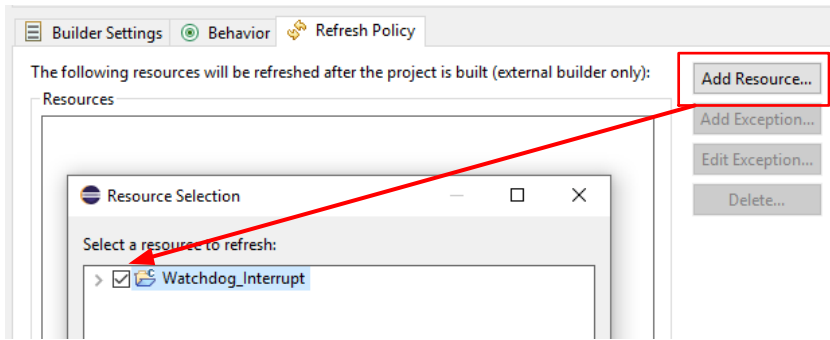 Builder Settings Behavior Refresh Policy
The following resources will be refreshed after the project is built (external builder only):
Add Resource...
Resources
Add Exception...
Edit Exception...
Delete...
Resource Selection
Select a resource to refresh:
Watchdog_Interrupt